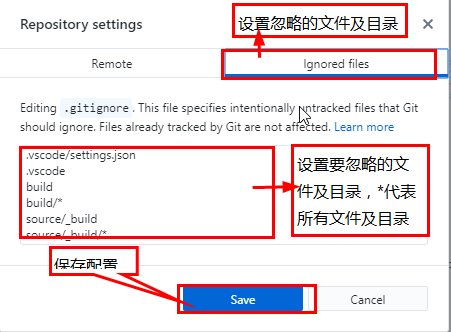 Repository settings
设置忽略的文件及目录
Remote
Ignored files
Editing .gitignore. This file specifies intentionally untracked files that Git
should ignore. Files already tracked by Git are not affected. Learn more
.vscode/settings.json
.vscode
build
build/*
source/_build
source/_build/*
设置要忽略的文
件及目录，*代表
所有文件及目录
保存配置
Save
Cancel